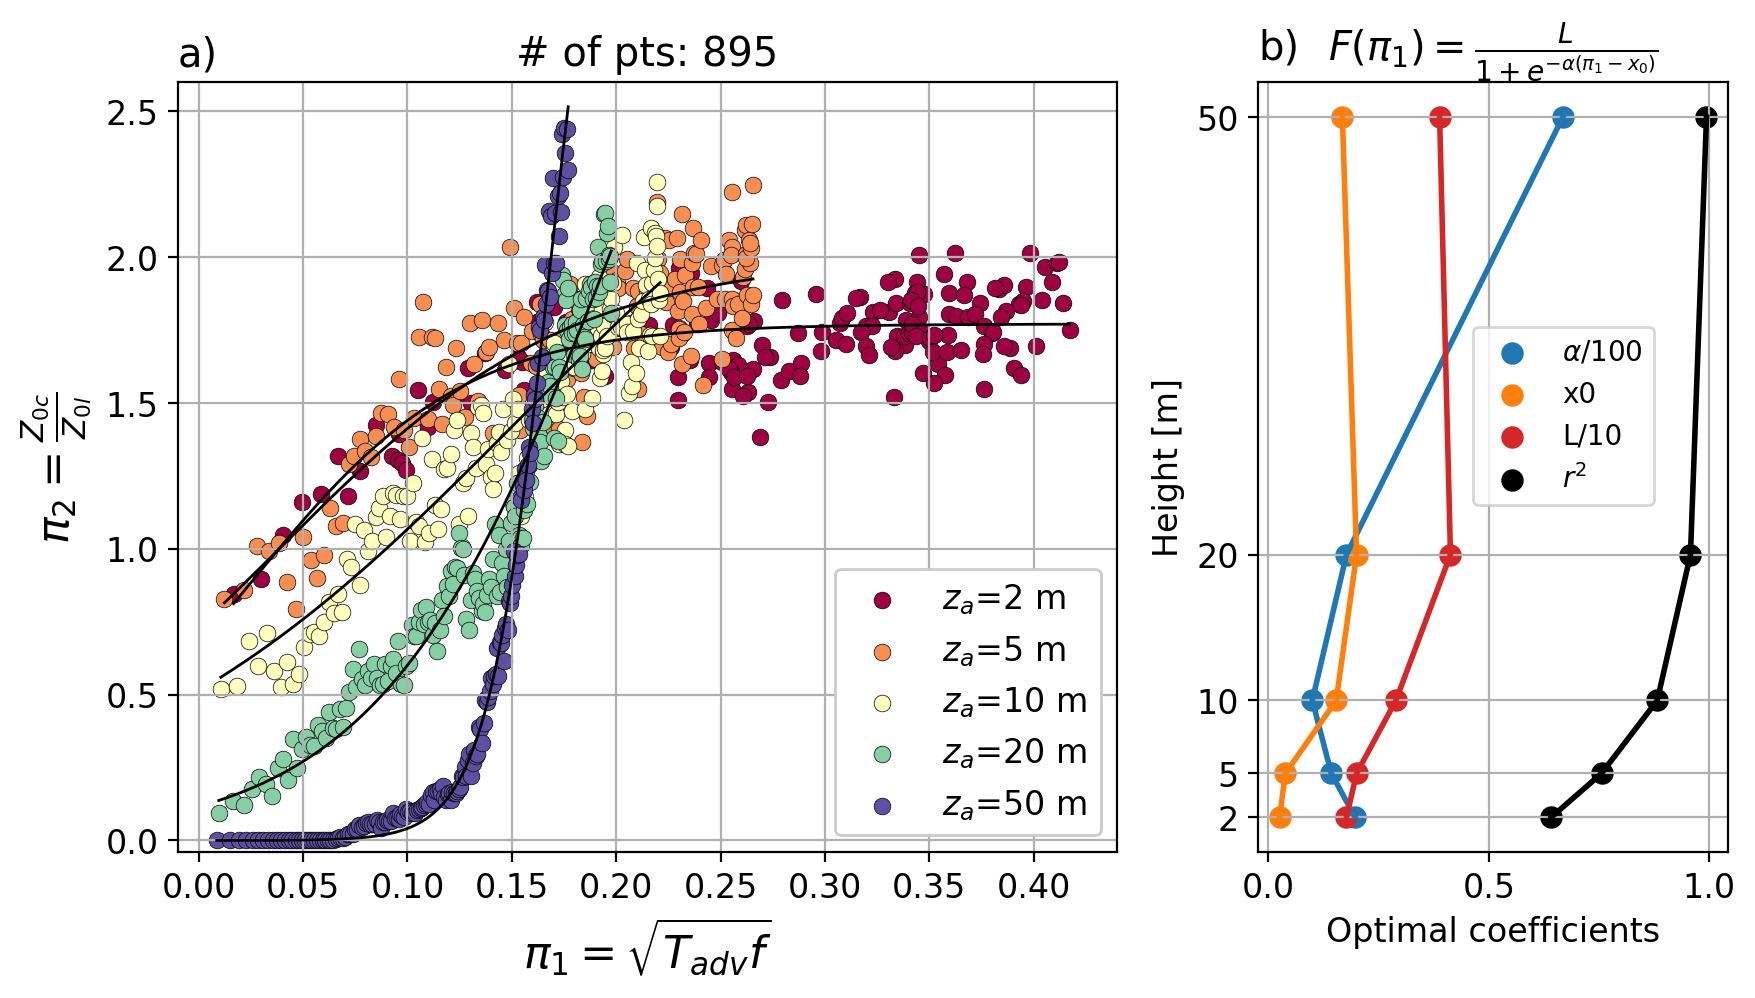 a)
# of pts: 895
2.5
2.0
1.5
1.0
0.5
0.0
π₂ = z₀c/z₀l
zₐ=2 m
zₐ=5 m
zₐ=10 m
zₐ=20 m
zₐ=50 m
0.00 0.05 0.10 0.15 0.20 0.25 0.30 0.35 0.40
π₁ = √(T_adv f)
b) F(π₁) = L / (1 + e^{−α(π₁ − x₀)})
50
20
10
5
2
Height [m]
α/100
x0
L/10
r²
0.0 0.5 1.0
Optimal coefficients